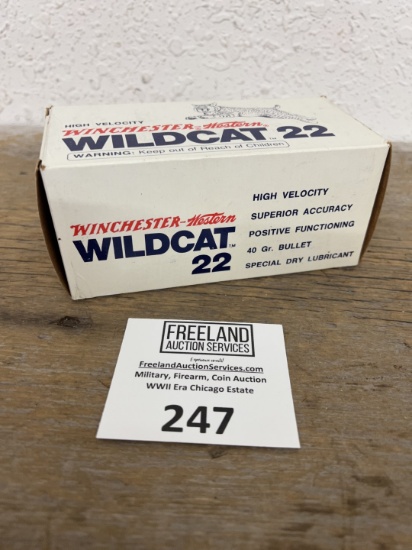 HIGH VELOCITY
WINCHESTER-Western
WILDCAT 22
WARNING: Keep out of Reach of Children
WINCHESTER-Western
WILDCAT™
22
HIGH VELOCITY
SUPERIOR ACCURACY
POSITIVE FUNCTIONING
40 Gr. BULLET
SPECIAL DRY LUBRICANT
FREELAND
AUCTION SERVICES
FreelandAuctionServices.com
Military, Firearm, Coin Auction
WWII Era Chicago Estate
247